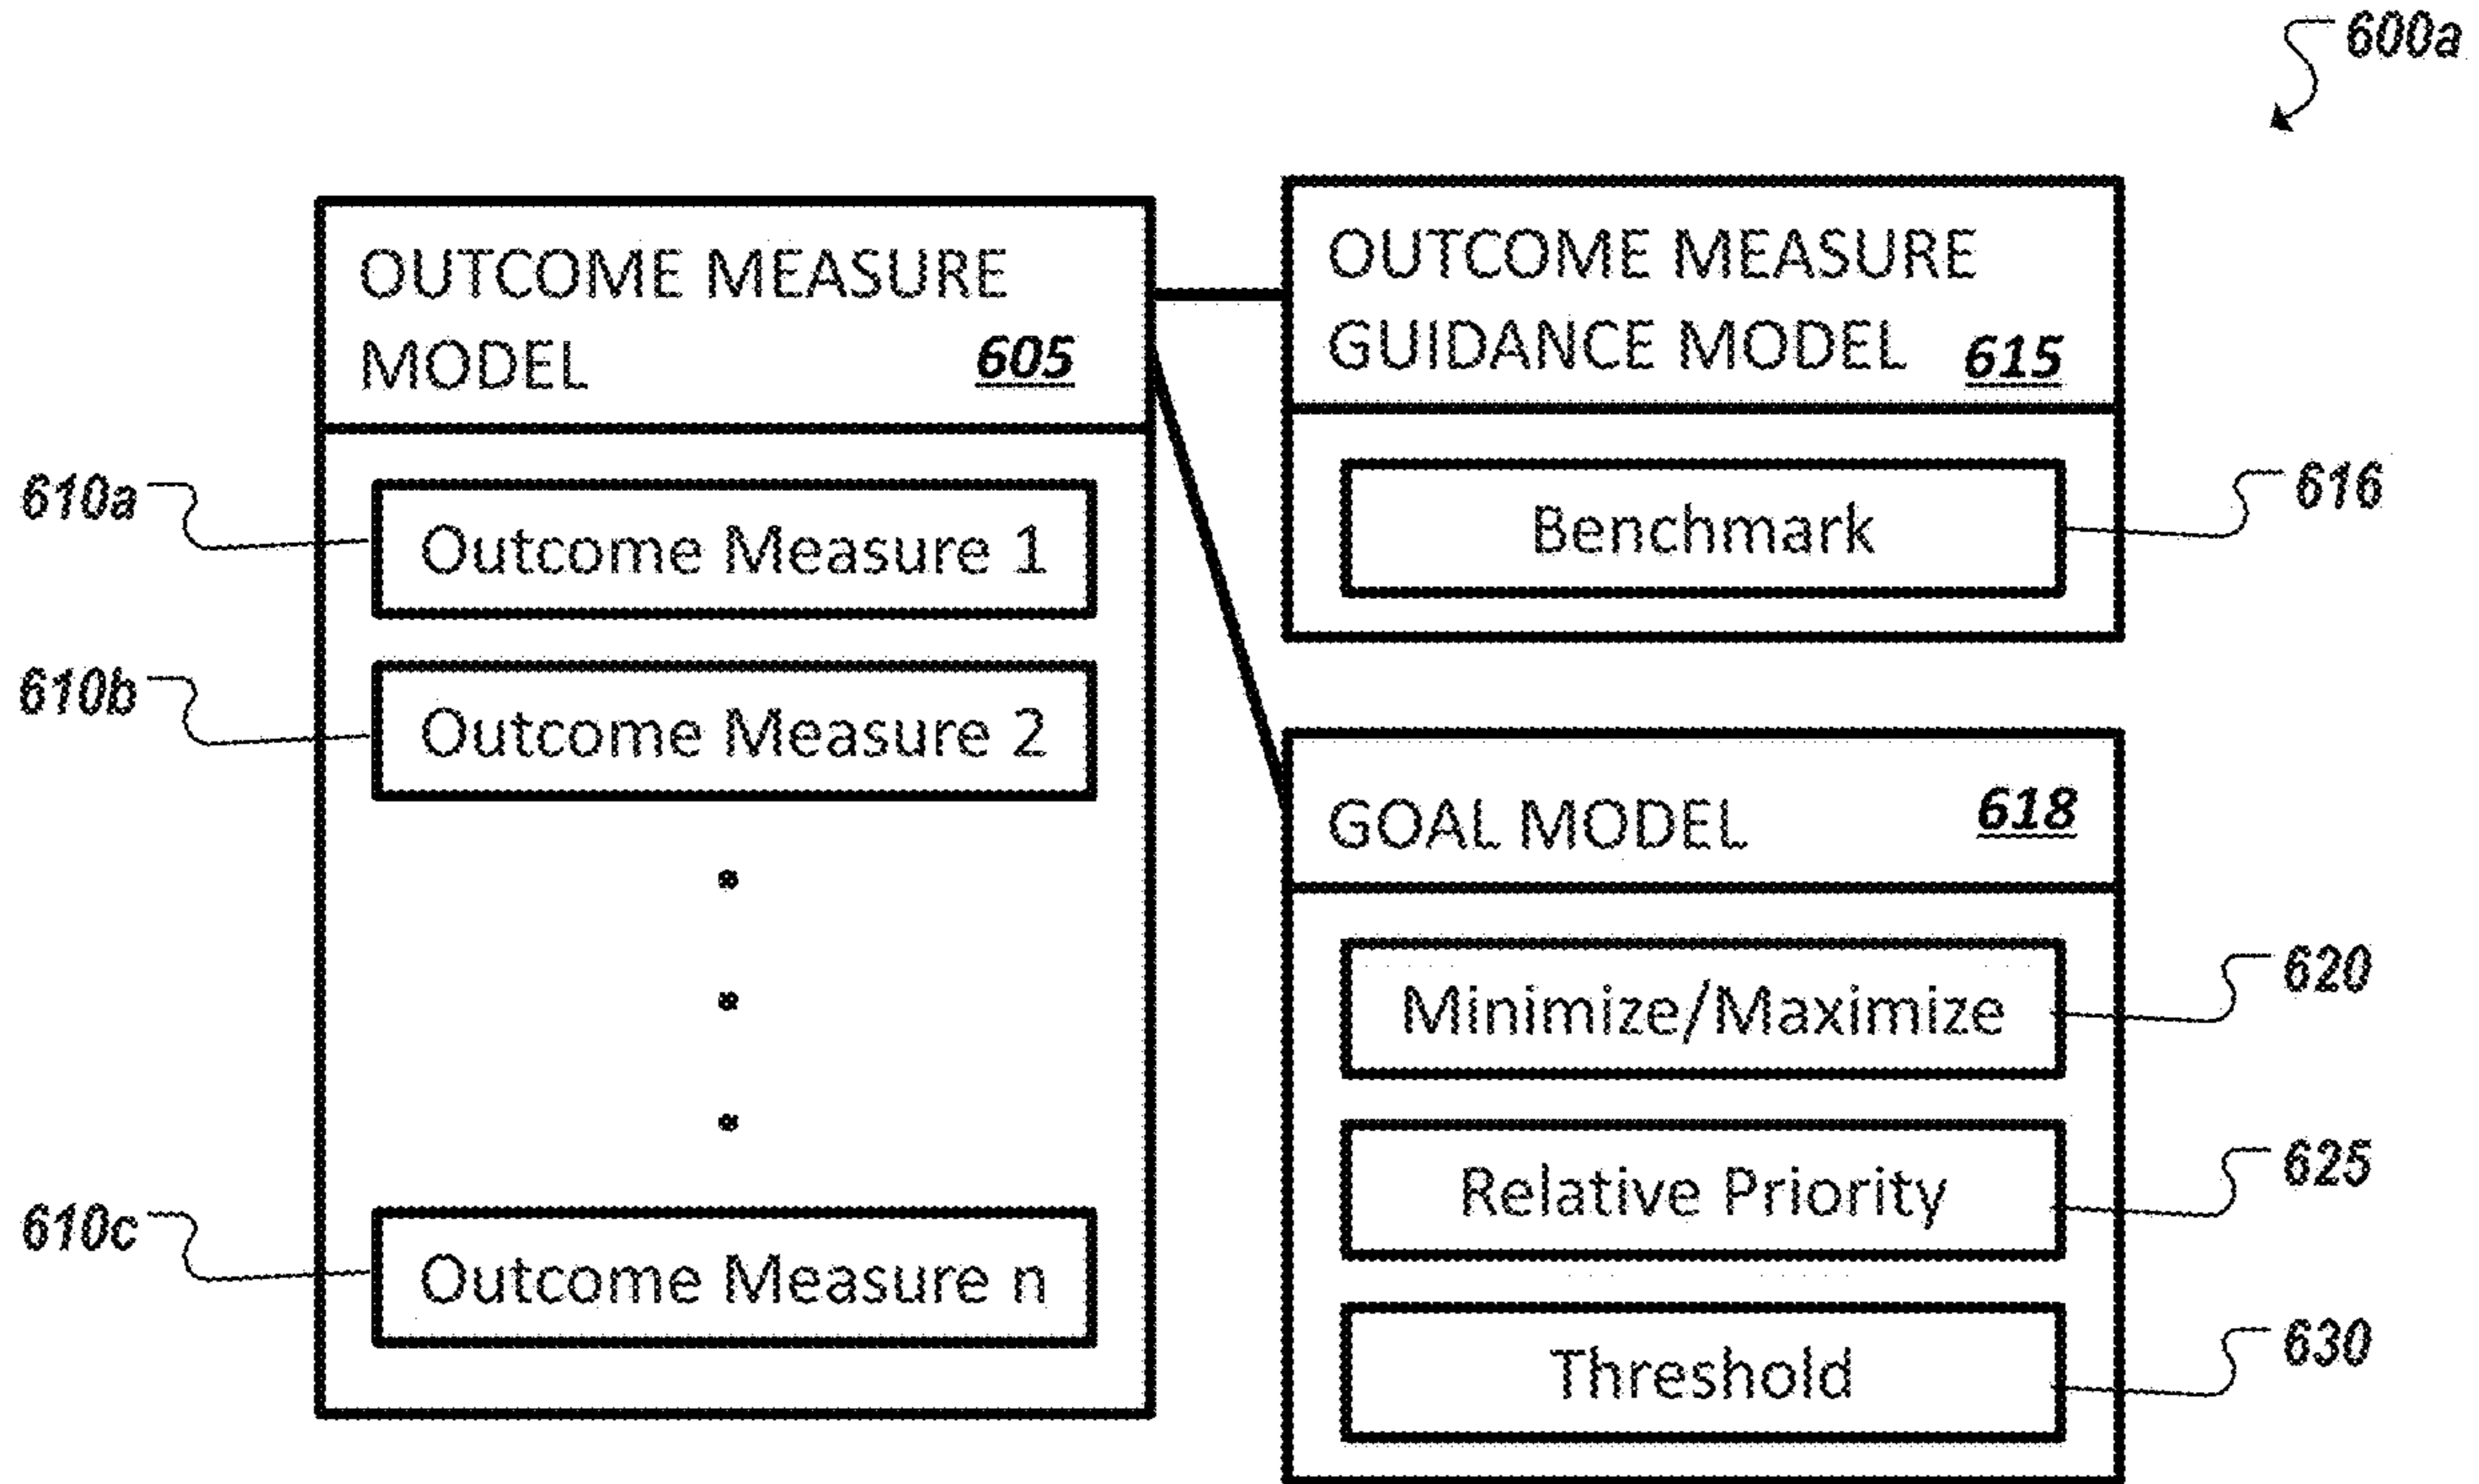 600a
OUTCOME MEASURE
MODEL 605
610a
Outcome Measure 1
610b
Outcome Measure 2
610c
Outcome Measure n
OUTCOME MEASURE
GUIDANCE MODEL 615
Benchmark
616
GOAL MODEL 618
Minimize/Maximize
620
Relative Priority
625
Threshold
630